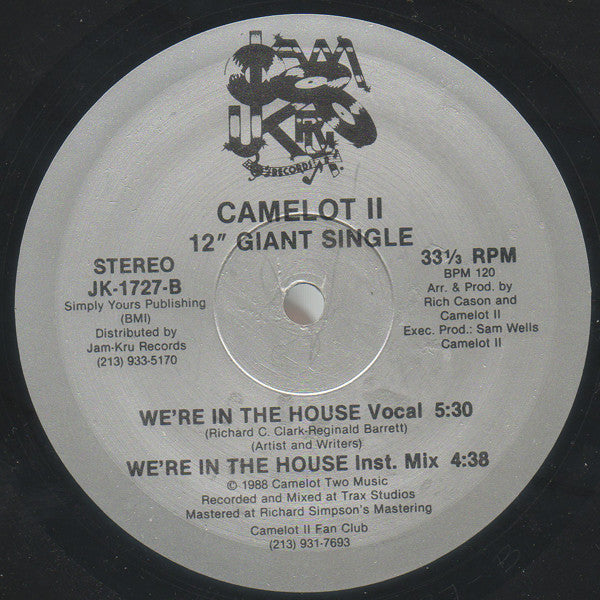 JAM
KRU
RECORDS
CAMELOT II
12" GIANT SINGLE
STEREO
JK-1727-B
Simply Yours Publishing
(BMI)
Distributed by
Jam-Kru Records
(213) 933-5170
33⅓ RPM
BPM 120
Arr. & Prod. by
Rich Cason and
Camelot II
Exec. Prod.: Sam Wells
Camelot II
WE'RE IN THE HOUSE Vocal 5:30
(Richard C. Clark-Reginald Barrett)
(Artist and Writers)
WE'RE IN THE HOUSE Inst. Mix 4:38
© 1988 Camelot Two Music
Recorded and Mixed at Trax Studios
Mastered at Richard Simpson's Mastering
Camelot II Fan Club
(213) 931-7693